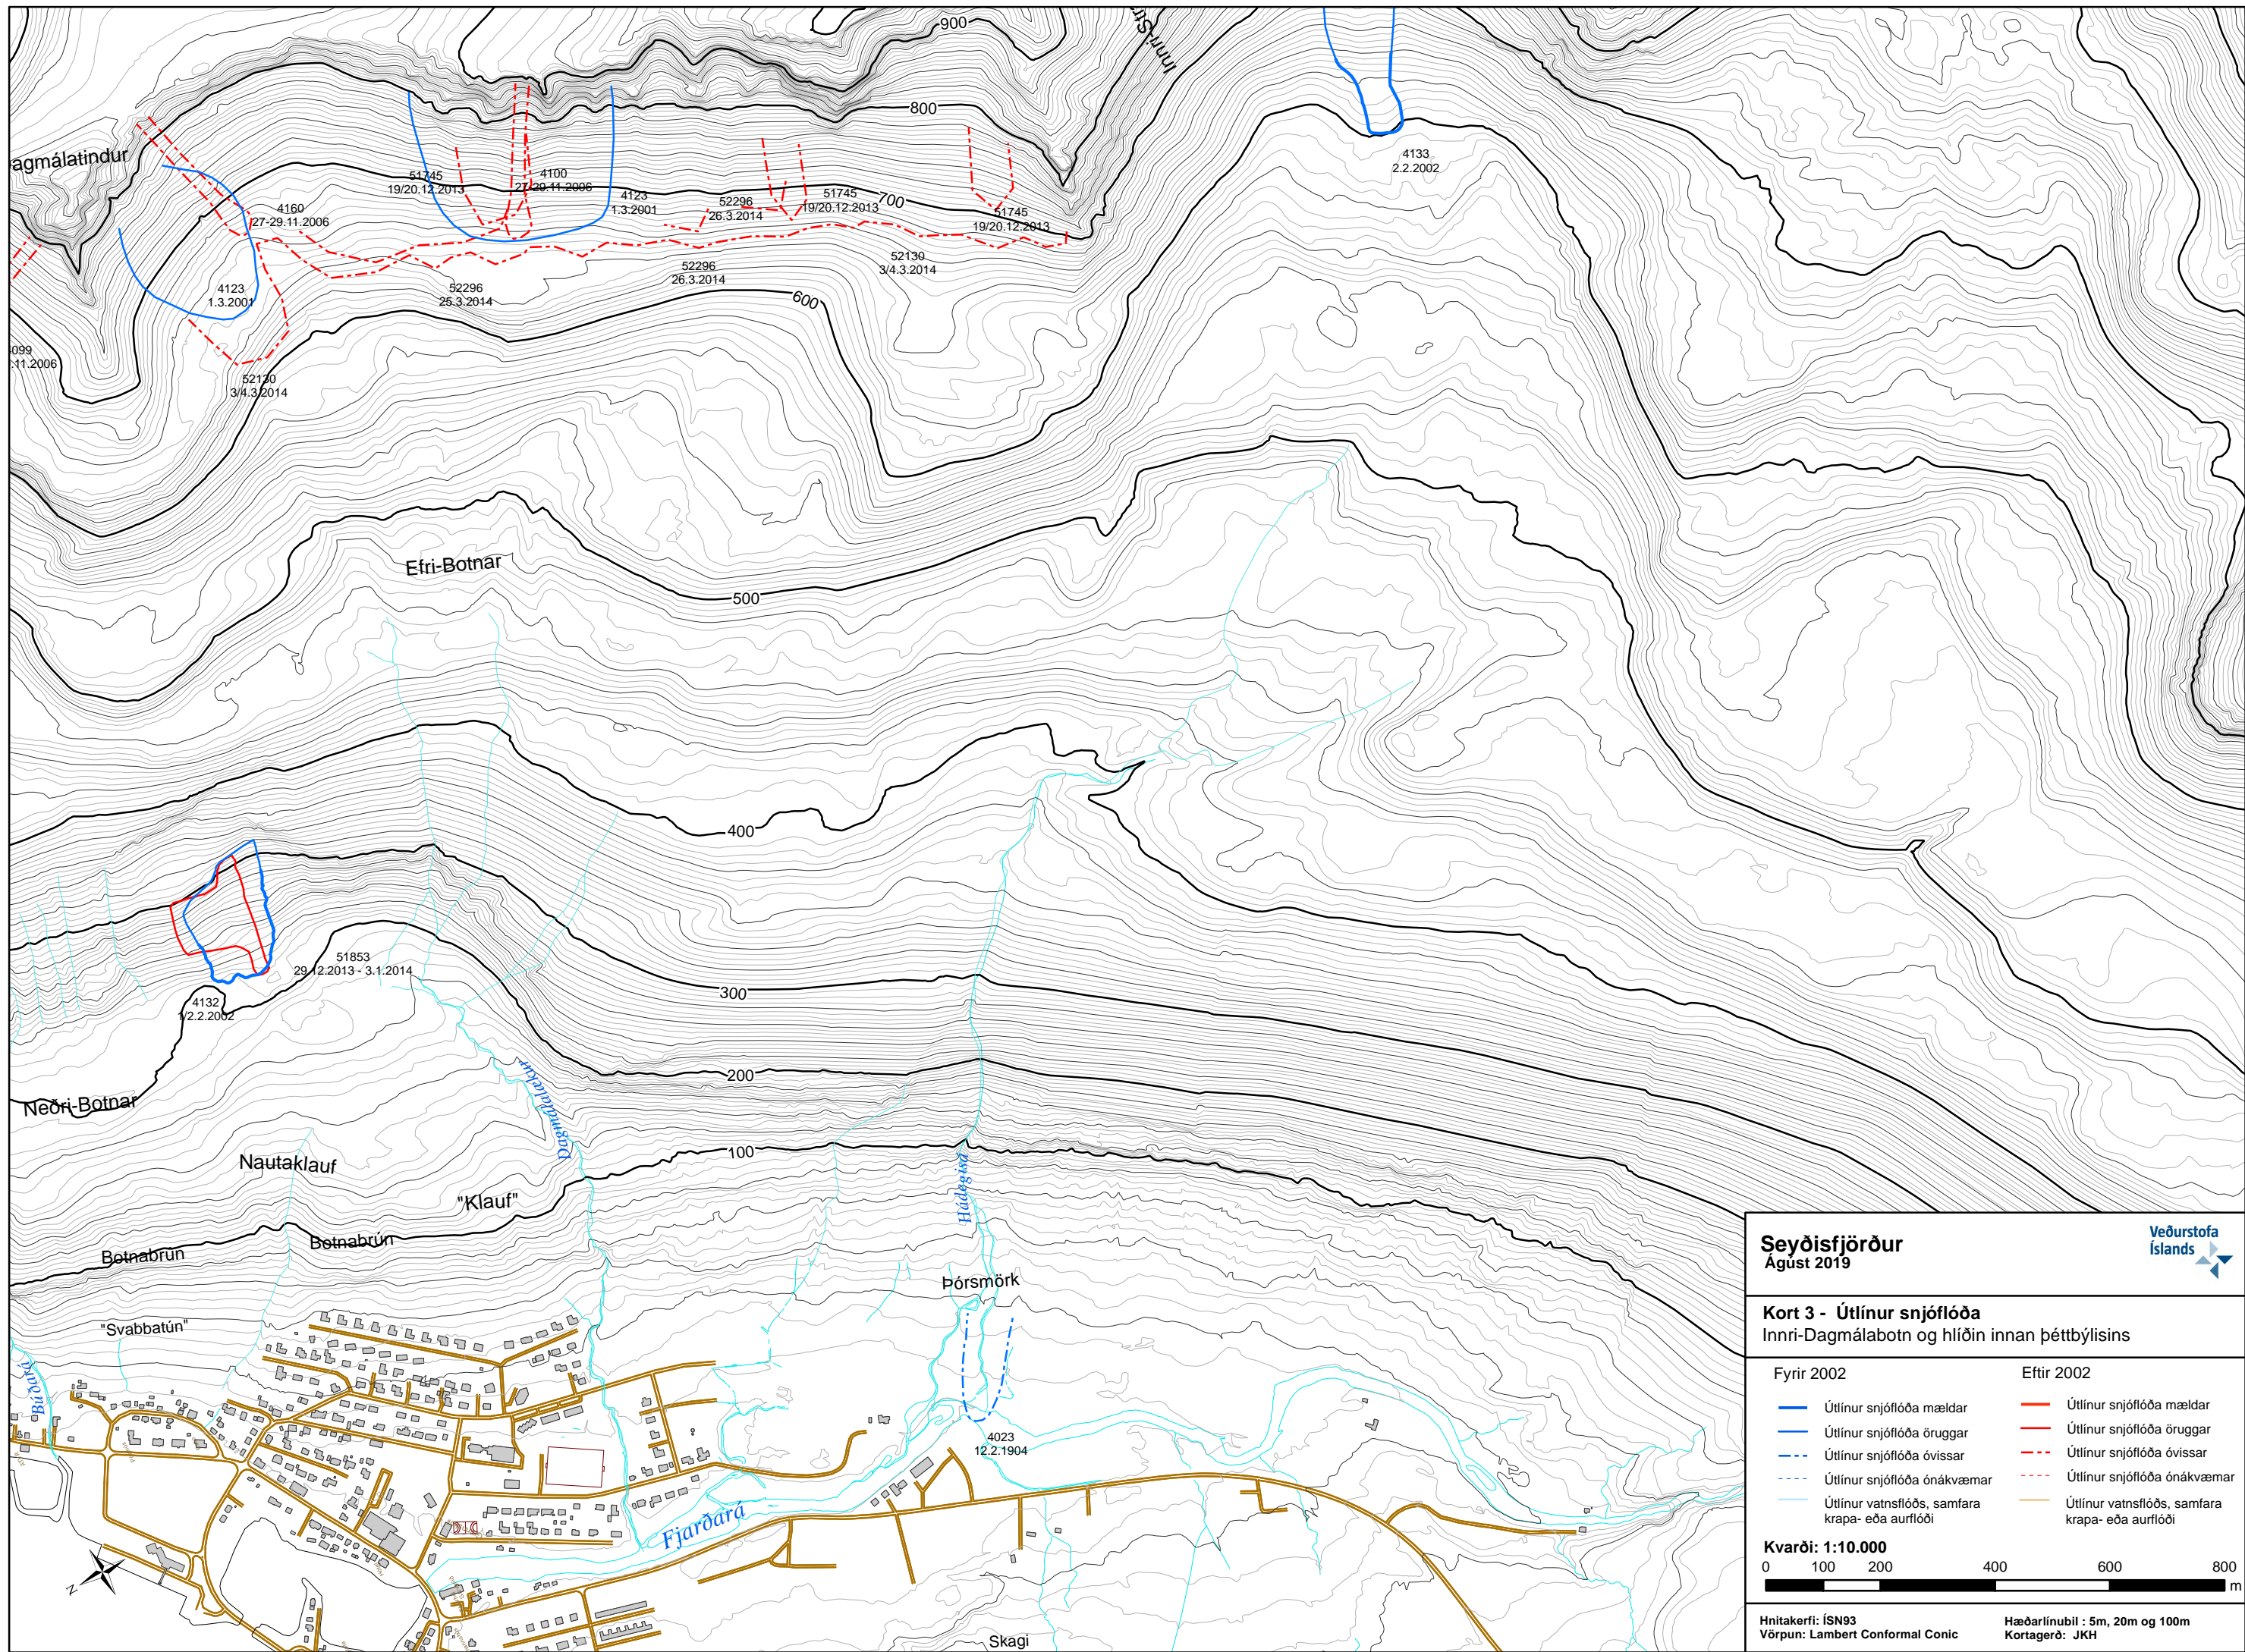 900
Innri-Str
800
agmálatindur
4133
2.2.2002
51745
19/20.12.2013
4100
27-29.11.2006
4123
1.3.2001
52296
26.3.2014
51745
19/20.12.2013
700
51745
19/20.12.2013
4160
27-29.11.2006
52130
3/4.3.2014
52296
26.3.2014
4123
1.3.2001
52296
25.3.2014
600
4099
.11.2006
52130
3/4.3.2014
Efri-Botnar
500
400
51853
29.12.2013 - 3.1.2014
300
4132
1/2.2.2002
200
Neðri-Botnar
Dagmálalækur
100
Nautaklauf
Hádegisá
"Klauf"
Botnabrún
Botnabrún
Þórsmörk
"Svabbatún"
Búðará
4023
12.2.1904
Fjarðará
N
Skagi
Seyðisfjörður
Ágúst 2019
Veðurstofa
Íslands
Kort 3 - Útlínur snjóflóða
Innri-Dagmálabotn og hlíðin innan þéttbýlisins
Fyrir 2002
Eftir 2002
Útlínur snjóflóða mældar
Útlínur snjóflóða mældar
Útlínur snjóflóða öruggar
Útlínur snjóflóða öruggar
Útlínur snjóflóða óvissar
Útlínur snjóflóða óvissar
Útlínur snjóflóða ónákvæmar
Útlínur snjóflóða ónákvæmar
Útlínur vatnsflóðs, samfara
krapa- eða aurflóði
Útlínur vatnsflóðs, samfara
krapa- eða aurflóði
Kvarði: 1:10.000
0 100 200 400 600 800
m
Hnitakerfi: ÍSN93
Vörpun: Lambert Conformal Conic
Hæðarlínubil : 5m, 20m og 100m
Kortagerð: JKH